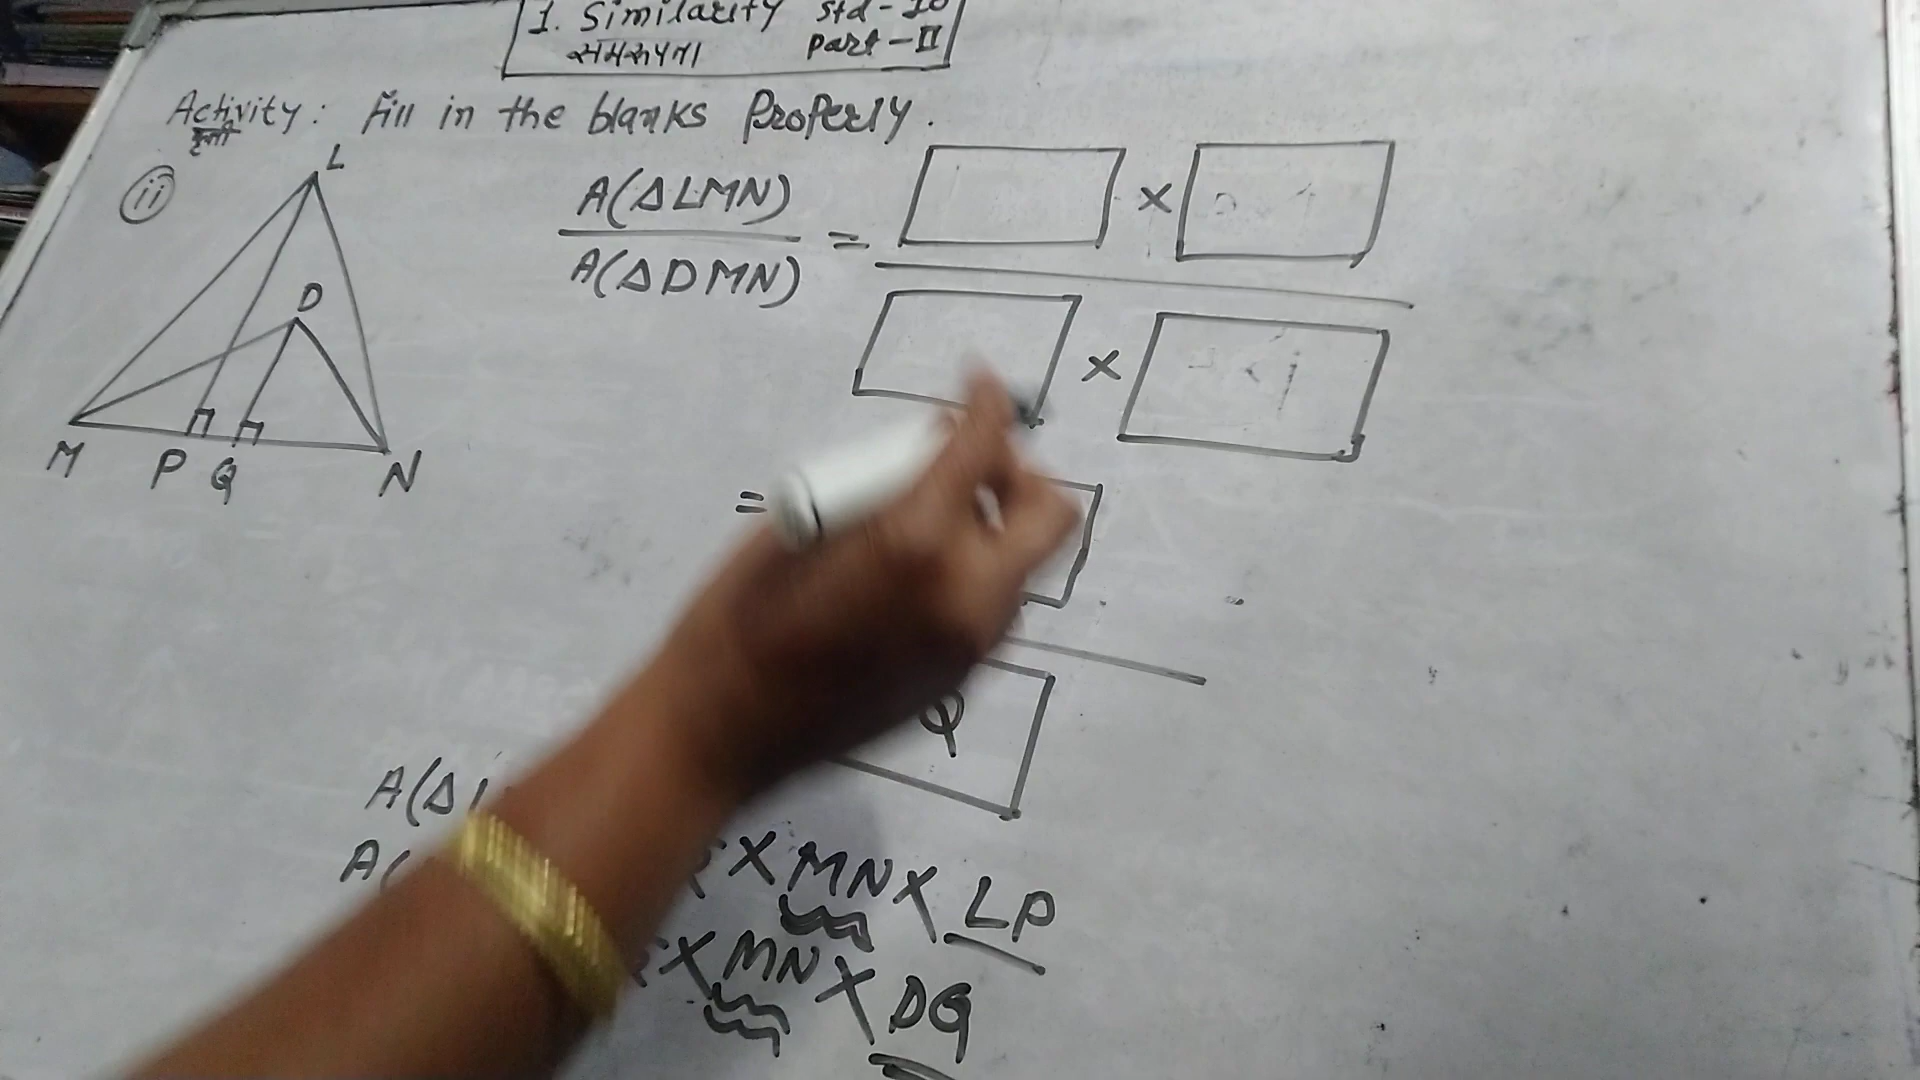 1. Similarity Std-10
समरूपता Part-II
Activity: Fill in the blanks Properly.
कृती
ii
L
D
M P Q N
A(ΔLMN)
A(ΔDMN)
= ×
×
=
Q
A(Δ
A(
×MN×LP
×MN×DQ